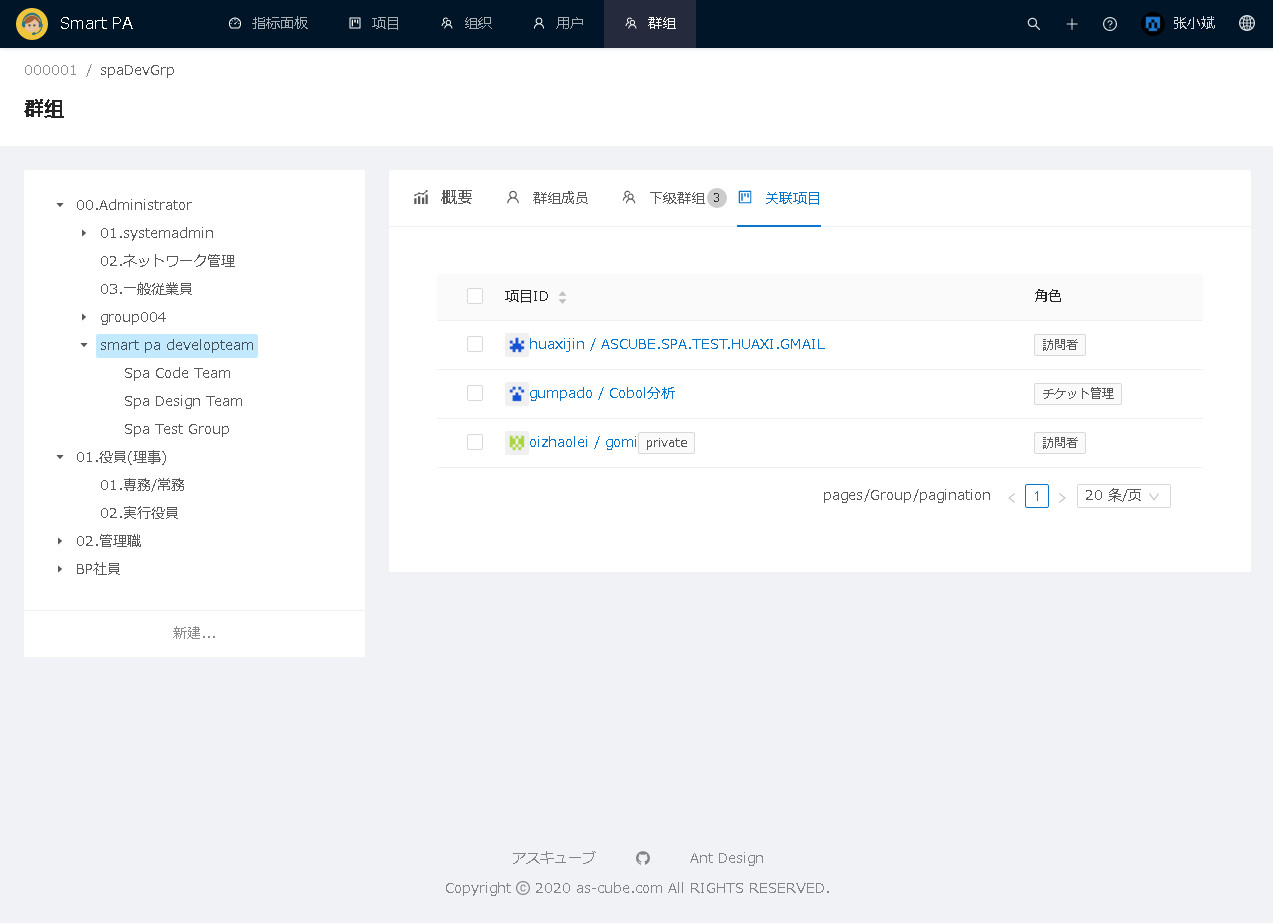 Smart PA 指标面板 项目 组织 用户 群组 张小斌
000001 / spaDevGrp
群组
00.Administrator
01.systemadmin
02.ネットワーク管理
03.一般従業員
group004
smart pa developteam
Spa Code Team
Spa Design Team
Spa Test Group
01.役員(理事)
01.専務/常務
02.実行役員
02.管理職
BP社員
新建...
概要 群组成员 下级群组 3 关联项目
项目ID 角色
huaxijin / ASCUBE.SPA.TEST.HUAXI.GMAIL 訪問者
gumpado / Cobol分析 チケット管理
oizhaolei / gomi private 訪問者
pages/Group/pagination < 1 > 20 条/页
アスキューブ Ant Design
Copyright © 2020 as-cube.com All RIGHTS RESERVED.